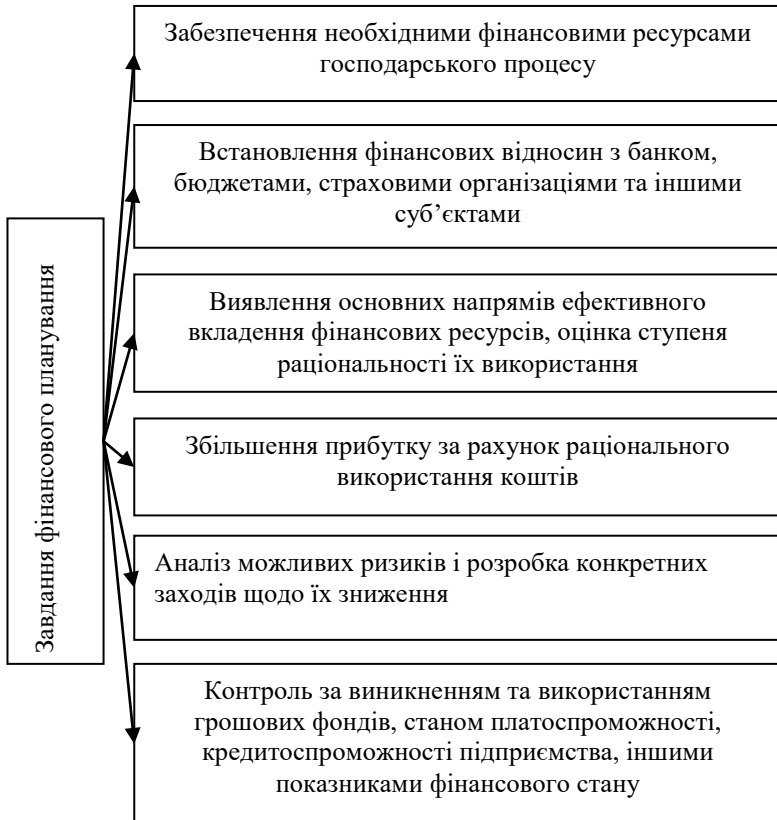 Завдання фінансового планування
Забезпечення необхідними фінансовими ресурсами
господарського процесу
Встановлення фінансових відносин з банком,
бюджетами, страховими організаціями та іншими
суб’єктами
Виявлення основних напрямів ефективного
вкладення фінансових ресурсів, оцінка ступеня
раціональності їх використання
Збільшення прибутку за рахунок раціонального
використання коштів
Аналіз можливих ризиків і розробка конкретних
заходів щодо їх зниження
Контроль за виникненням та використанням
грошових фондів, станом платоспроможності,
кредитоспроможності підприємства, іншими
показниками фінансового стану